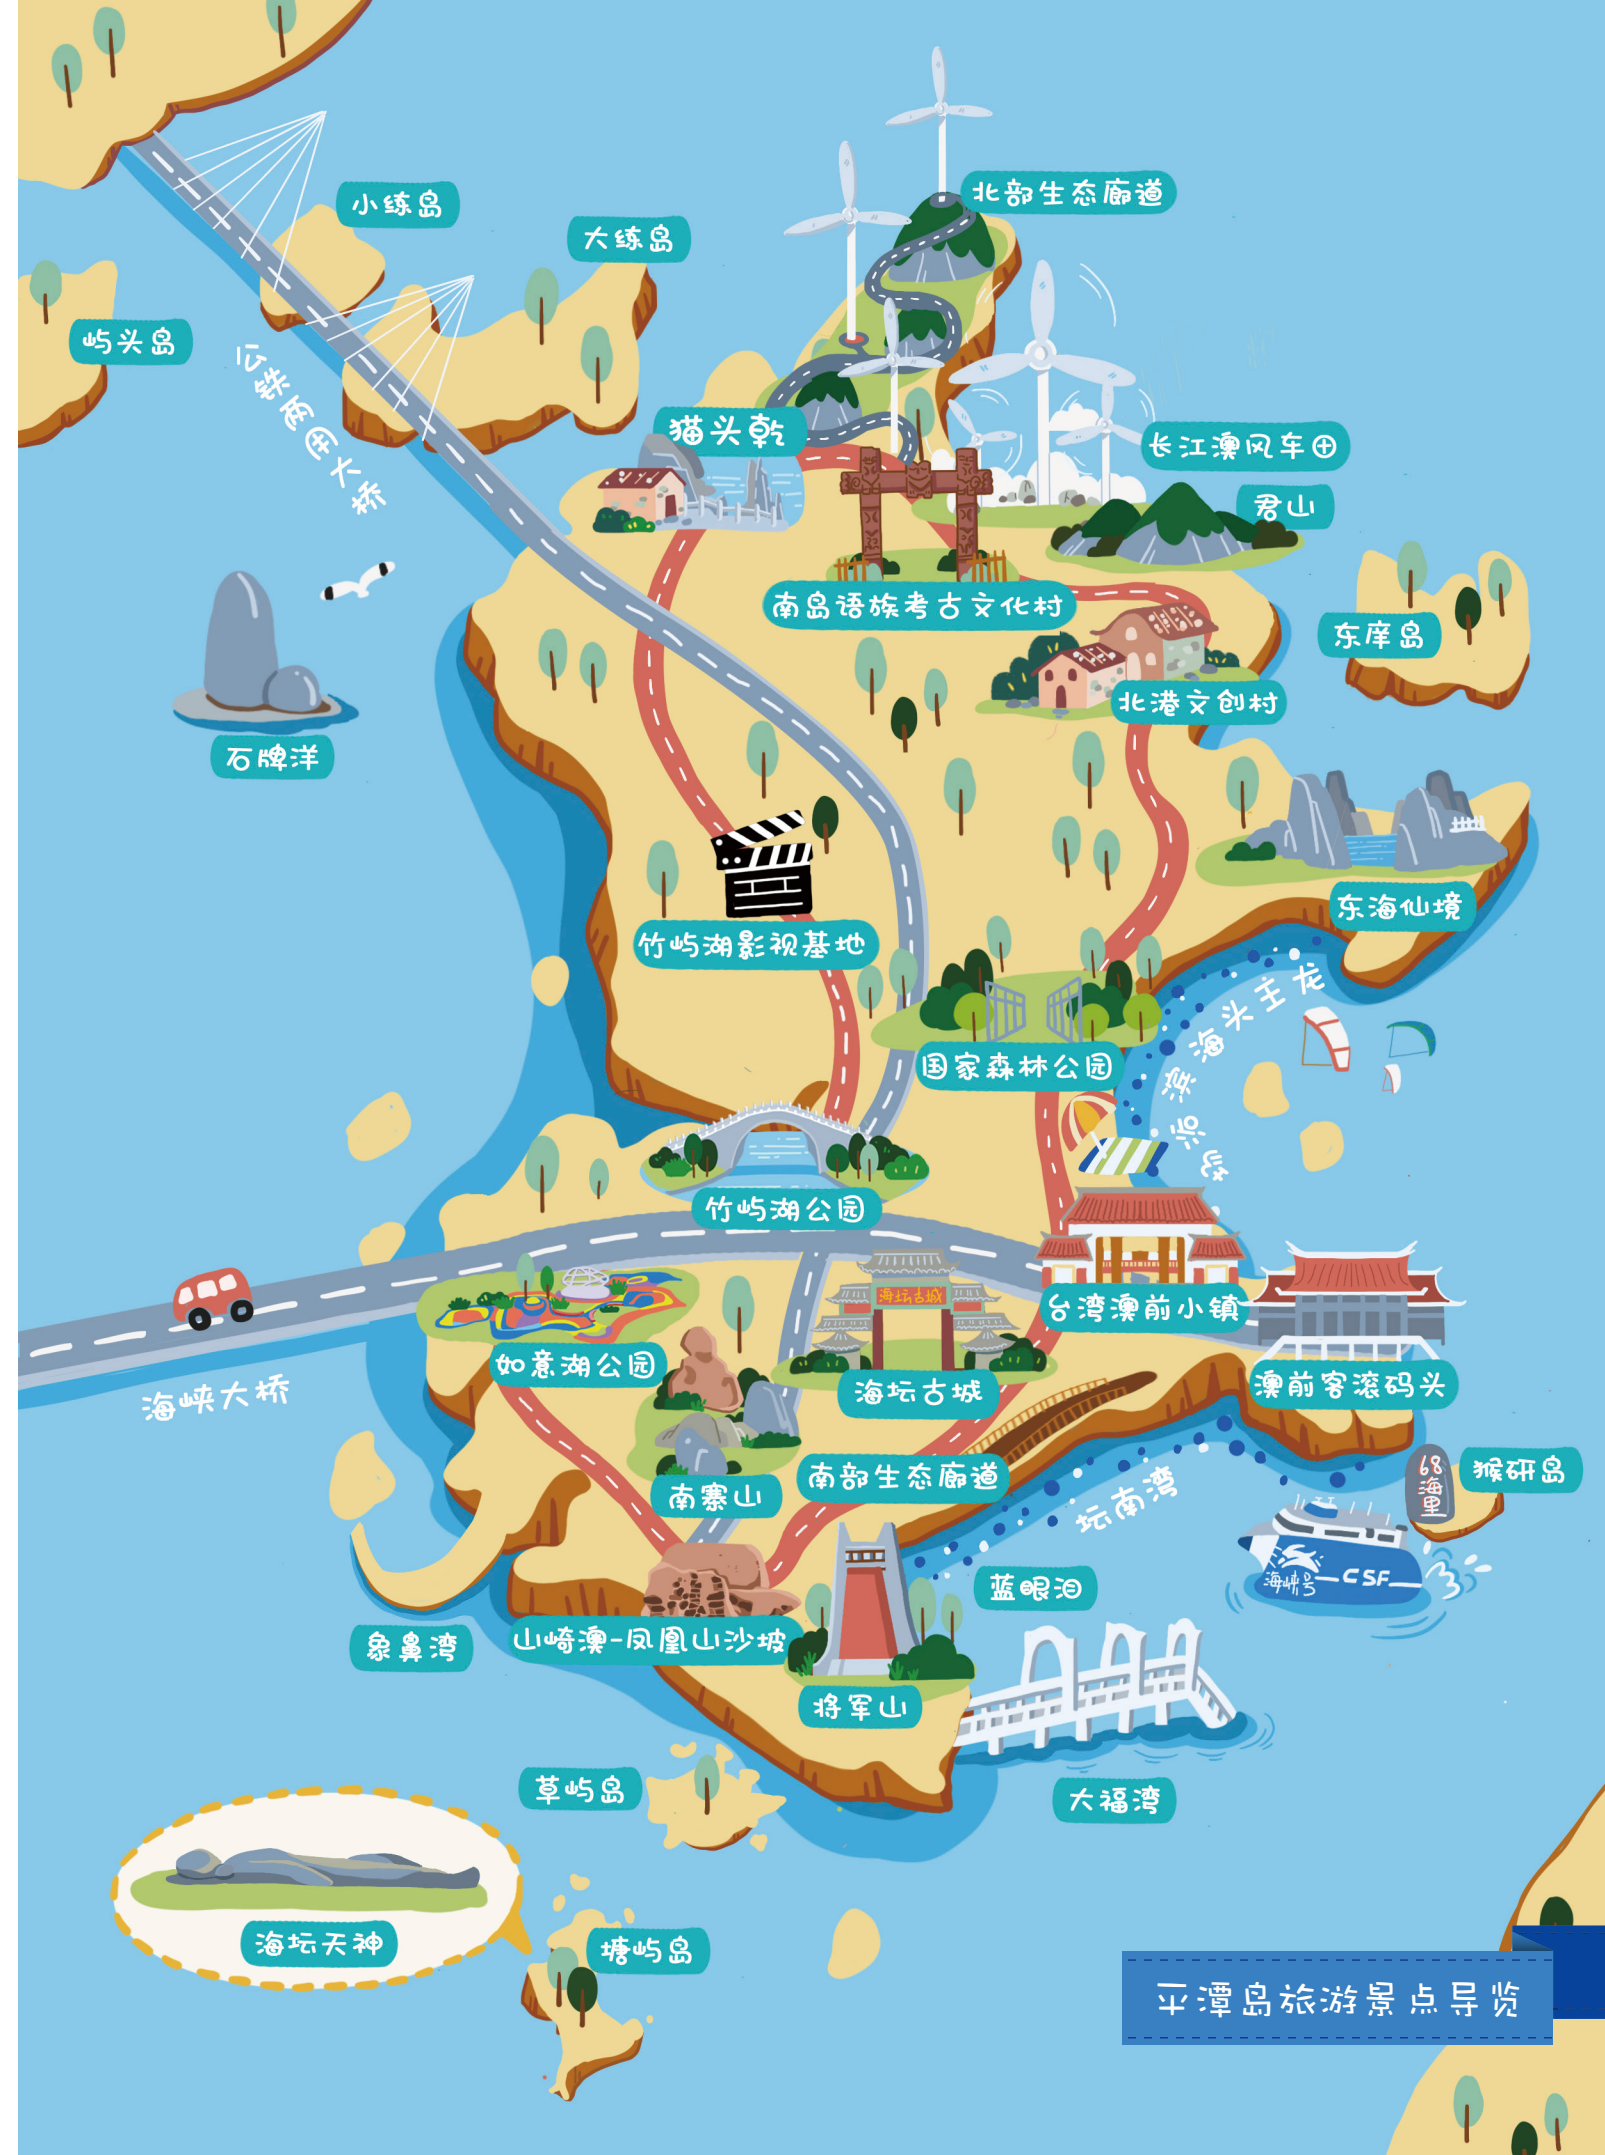 小练岛
大练岛
北部生态廊道
屿头岛
公铁两用大桥
猫头乾
长江澳风车田
君山
南岛语族考古文化村
东庠岛
北港文创村
石牌洋
东海仙境
竹屿湖影视基地
龙王头海滨浴场
国家森林公园
竹屿湖公园
海坛古城
台湾澳前小镇
如意湖公园
海坛古城
澳前客滚码头
海峡大桥
南部生态廊道
南寨山
坛南湾
68海里
猴研岛
海峡号 CSF
蓝眼泪
象鼻湾
山崎澳-凤凰山沙坡
将军山
草屿岛
大福湾
海坛天神
塘屿岛
平潭岛旅游景点导览